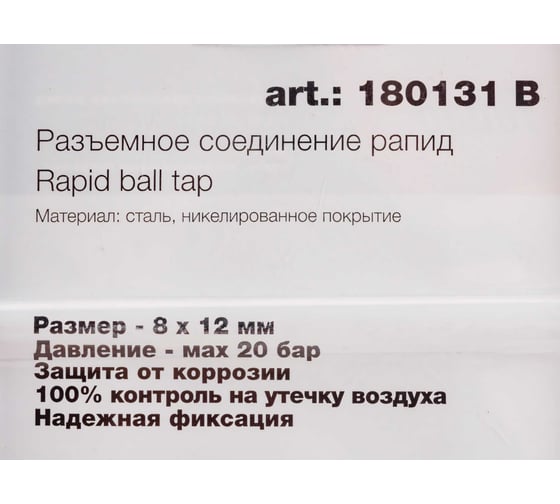 art.: 180131 B
Разъемное соединение рапид
Rapid ball tap
Материал: сталь, никелированное покрытие
Размер - 8 x 12 мм
Давление - мах 20 бар
Защита от коррозии
100% контроль на утечку воздуха
Надежная фиксация